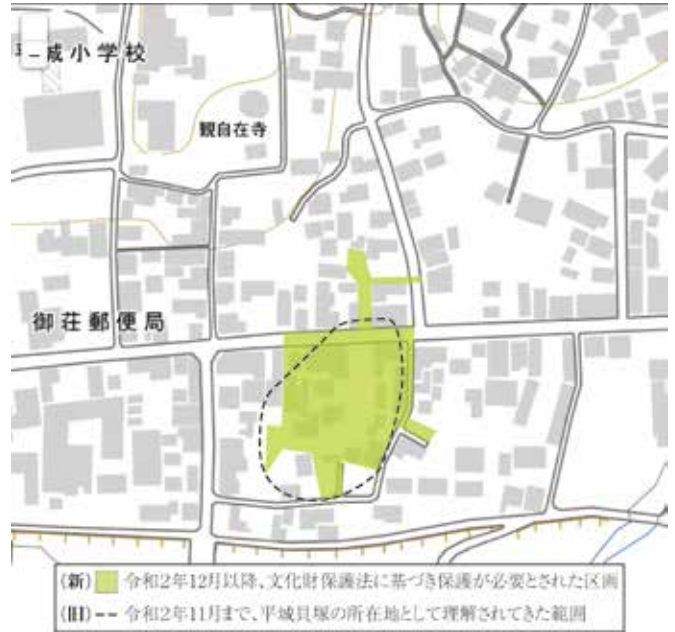 城小学校
観自在寺
御荘郵便局
(新) 令和2年12月以降、文化財保護法に基づき保護が必要とされた区画
(旧) 令和2年11月まで、平城貝塚の所在地として理解されてきた範囲